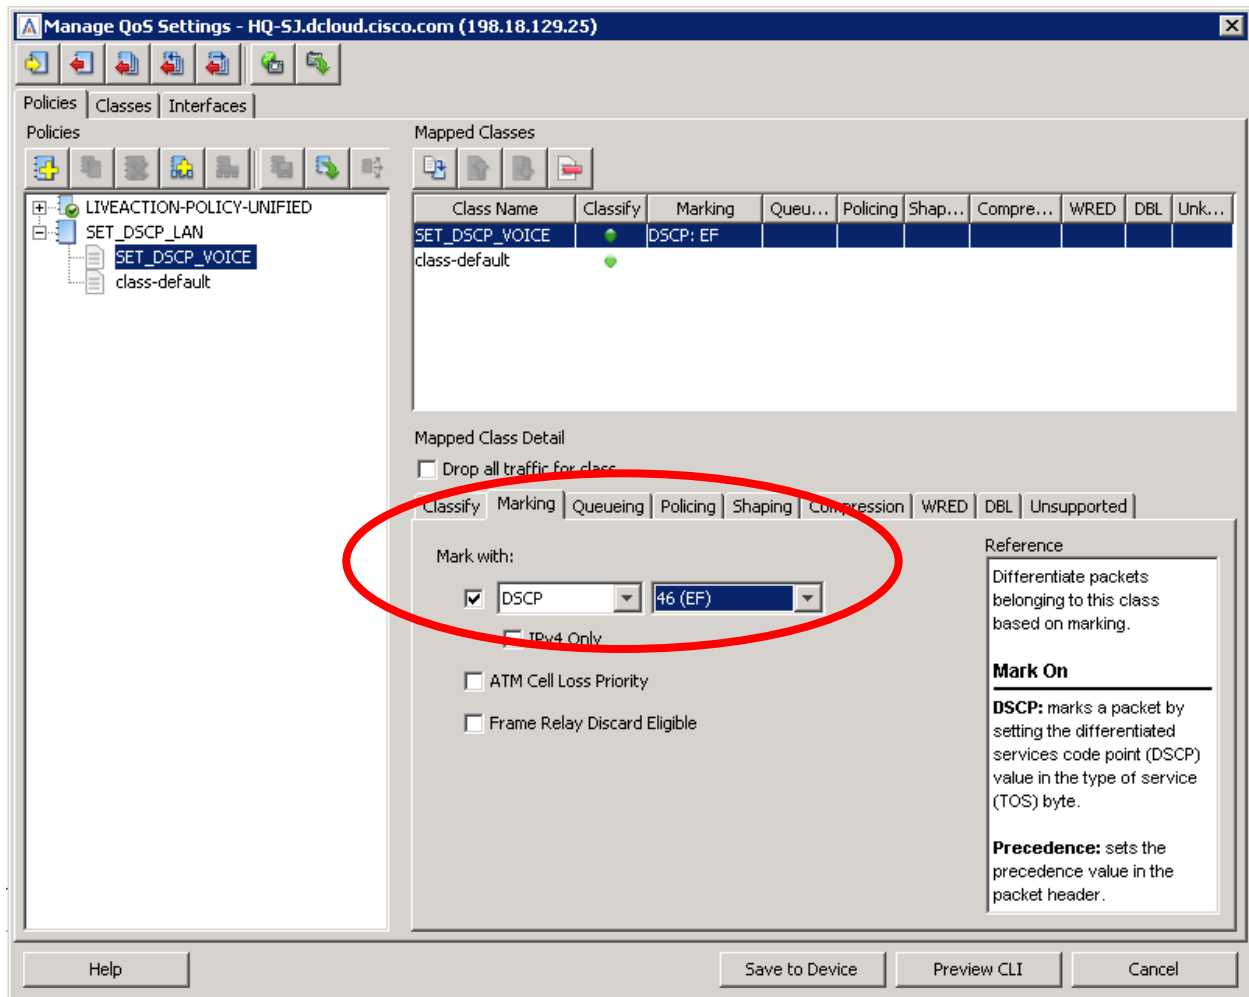 Manage QoS Settings - HQ-SJ.dcloud.cisco.com (198.18.129.25)
Policies Classes Interfaces
Policies
LIVEACTION-POLICY-UNIFIED
SET_DSCP_LAN
SET_DSCP_VOICE
class-default
Mapped Classes
Class Name Classify Marking Queu... Policing Shap... Compre... WRED DBL Unk...
SET_DSCP_VOICE DSCP: EF
class-default
Mapped Class Detail
Drop all traffic for class
Classify Marking Queueing Policing Shaping Compression WRED DBL Unsupported
Mark with:
DSCP 46 (EF)
IPv4 Only
ATM Cell Loss Priority
Frame Relay Discard Eligible
Reference
Differentiate packets
belonging to this class
based on marking.
Mark On
DSCP: marks a packet by
setting the differentiated
services code point (DSCP)
value in the type of service
(TOS) byte.
Precedence: sets the
precedence value in the
packet header.
Help Save to Device Preview CLI Cancel